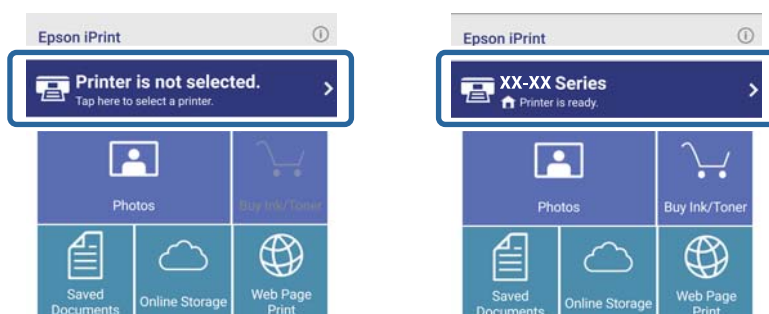 Epson iPrint
Printer is not selected.
Tap here to select a printer.
Photos
Buy Ink/Toner
Saved
Documents
Online Storage
Web Page
Print
Epson iPrint
XX-XX Series
Printer is ready.
Photos
Buy Ink/Toner
Saved
Documents
Online Storage
Web Page
Print